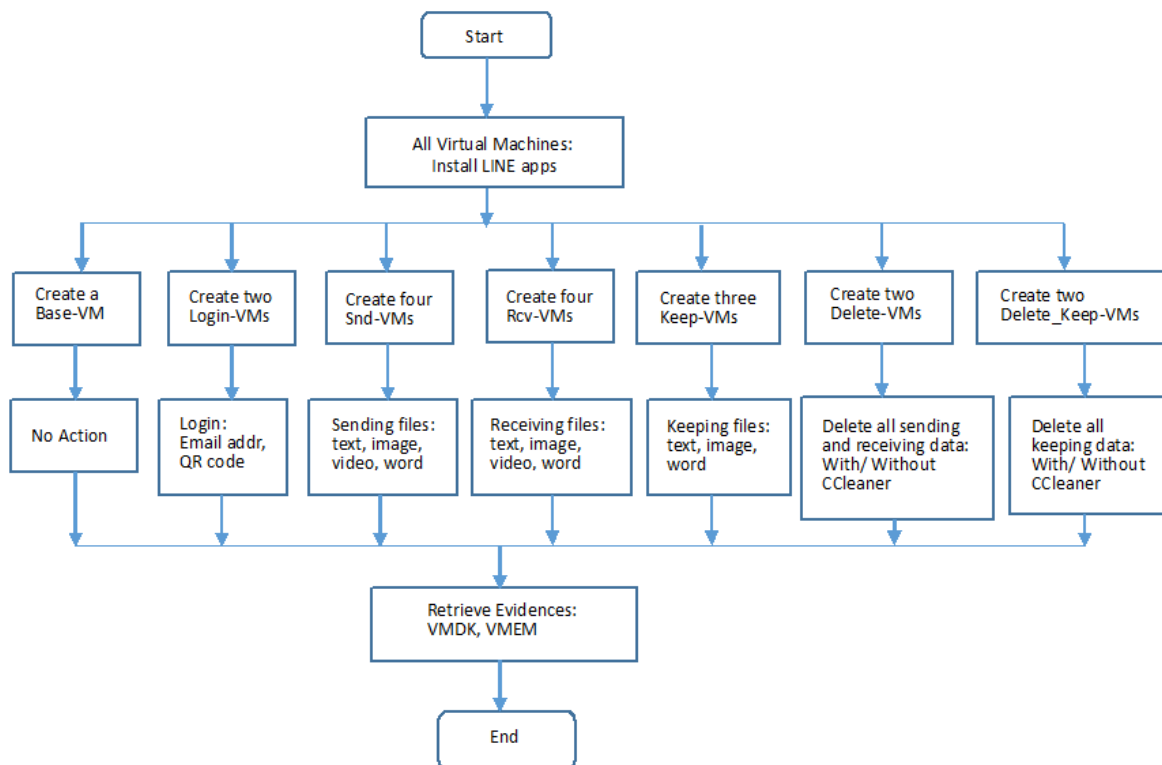 Start
All Virtual Machines:
Install LINE apps
Create a
Base-VM
Create two
Login-VMs
Create four
Snd-VMs
Create four
Rcv-VMs
Create three
Keep-VMs
Create two
Delete-VMs
Create two
Delete_Keep-VMs
No Action
Login:
Email addr,
QR code
Sending files:
text, image,
video, word
Receiving files:
text, image,
video, word
Keeping files:
text, image,
word
Delete all sending
and receiving data:
With/ Without
CCleaner
Delete all
keeping data:
With/ Without
CCleaner
Retrieve Evidences:
VMDK, VMEM
End